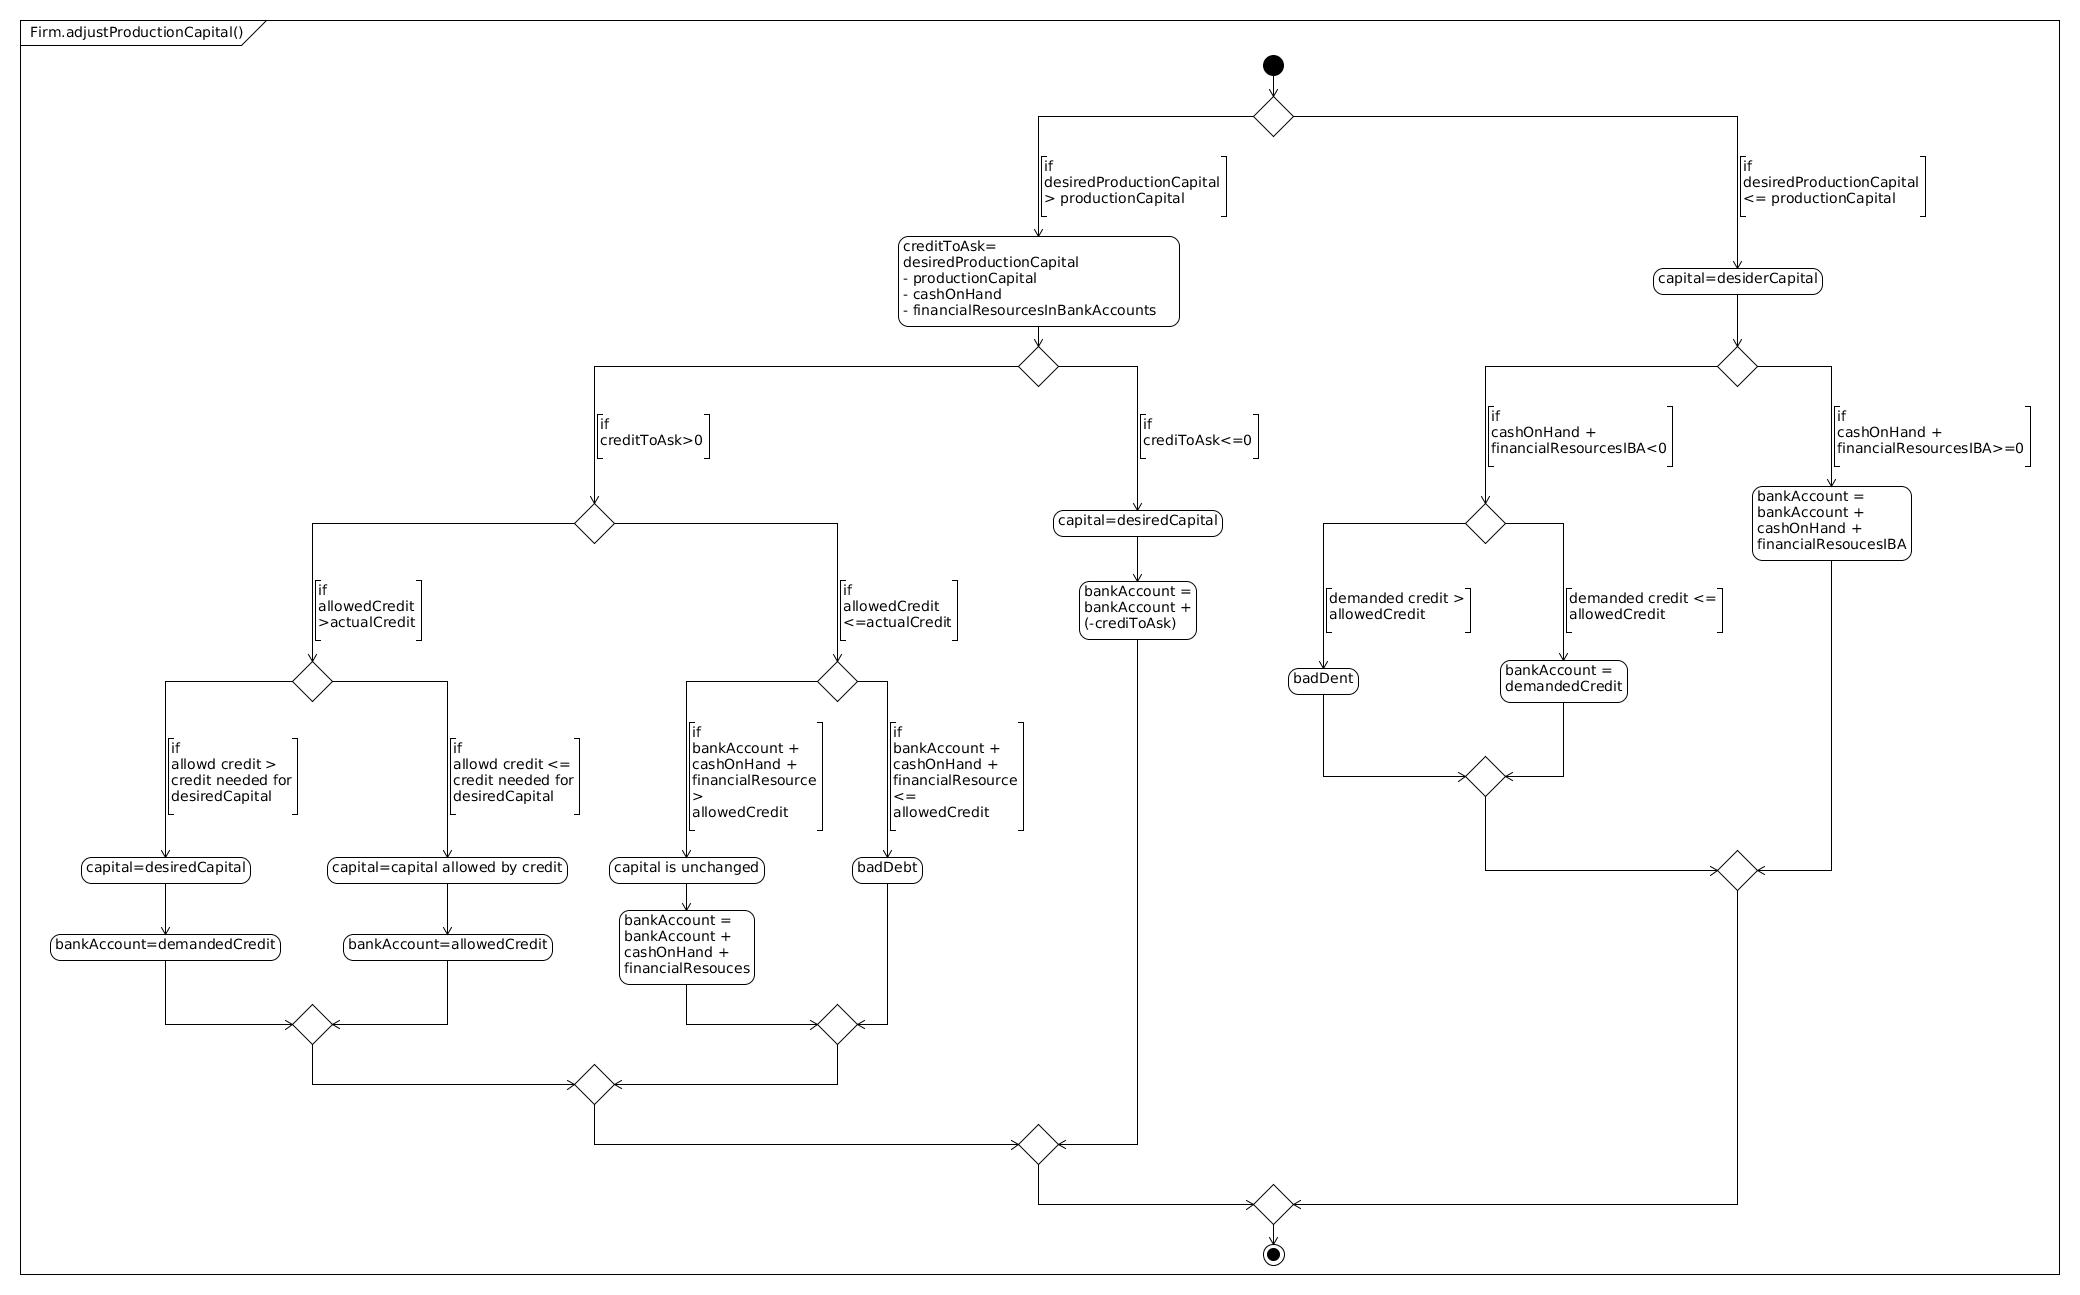 Firm.adjustProductionCapital()
if
desiredProductionCapital
> productionCapital
if
desiredProductionCapital
<= productionCapital
creditToAsk=
desiredProductionCapital
- productionCapital
- cashOnHand
- financialResourcesInBankAccounts
capital=desiderCapital
if
creditToAsk>0
if
crediToAsk<=0
if
cashOnHand +
financialResourcesIBA<0
if
cashOnHand +
financialResourcesIBA>=0
capital=desiredCapital
bankAccount =
bankAccount +
cashOnHand +
financialResoucesIBA
if
allowedCredit
>actualCredit
if
allowedCredit
<=actualCredit
bankAccount =
bankAccount +
(-crediToAsk)
demanded credit >
allowedCredit
demanded credit <=
allowedCredit
badDent
bankAccount =
demandedCredit
if
allowd credit >
credit needed for
desiredCapital
if
allowd credit <=
credit needed for
desiredCapital
if
bankAccount +
cashOnHand +
financialResource
>
allowedCredit
if
bankAccount +
cashOnHand +
financialResource
<=
allowedCredit
capital=desiredCapital
capital=capital allowed by credit
capital is unchanged
badDebt
bankAccount=demandedCredit
bankAccount=allowedCredit
bankAccount =
bankAccount +
cashOnHand +
financialResouces